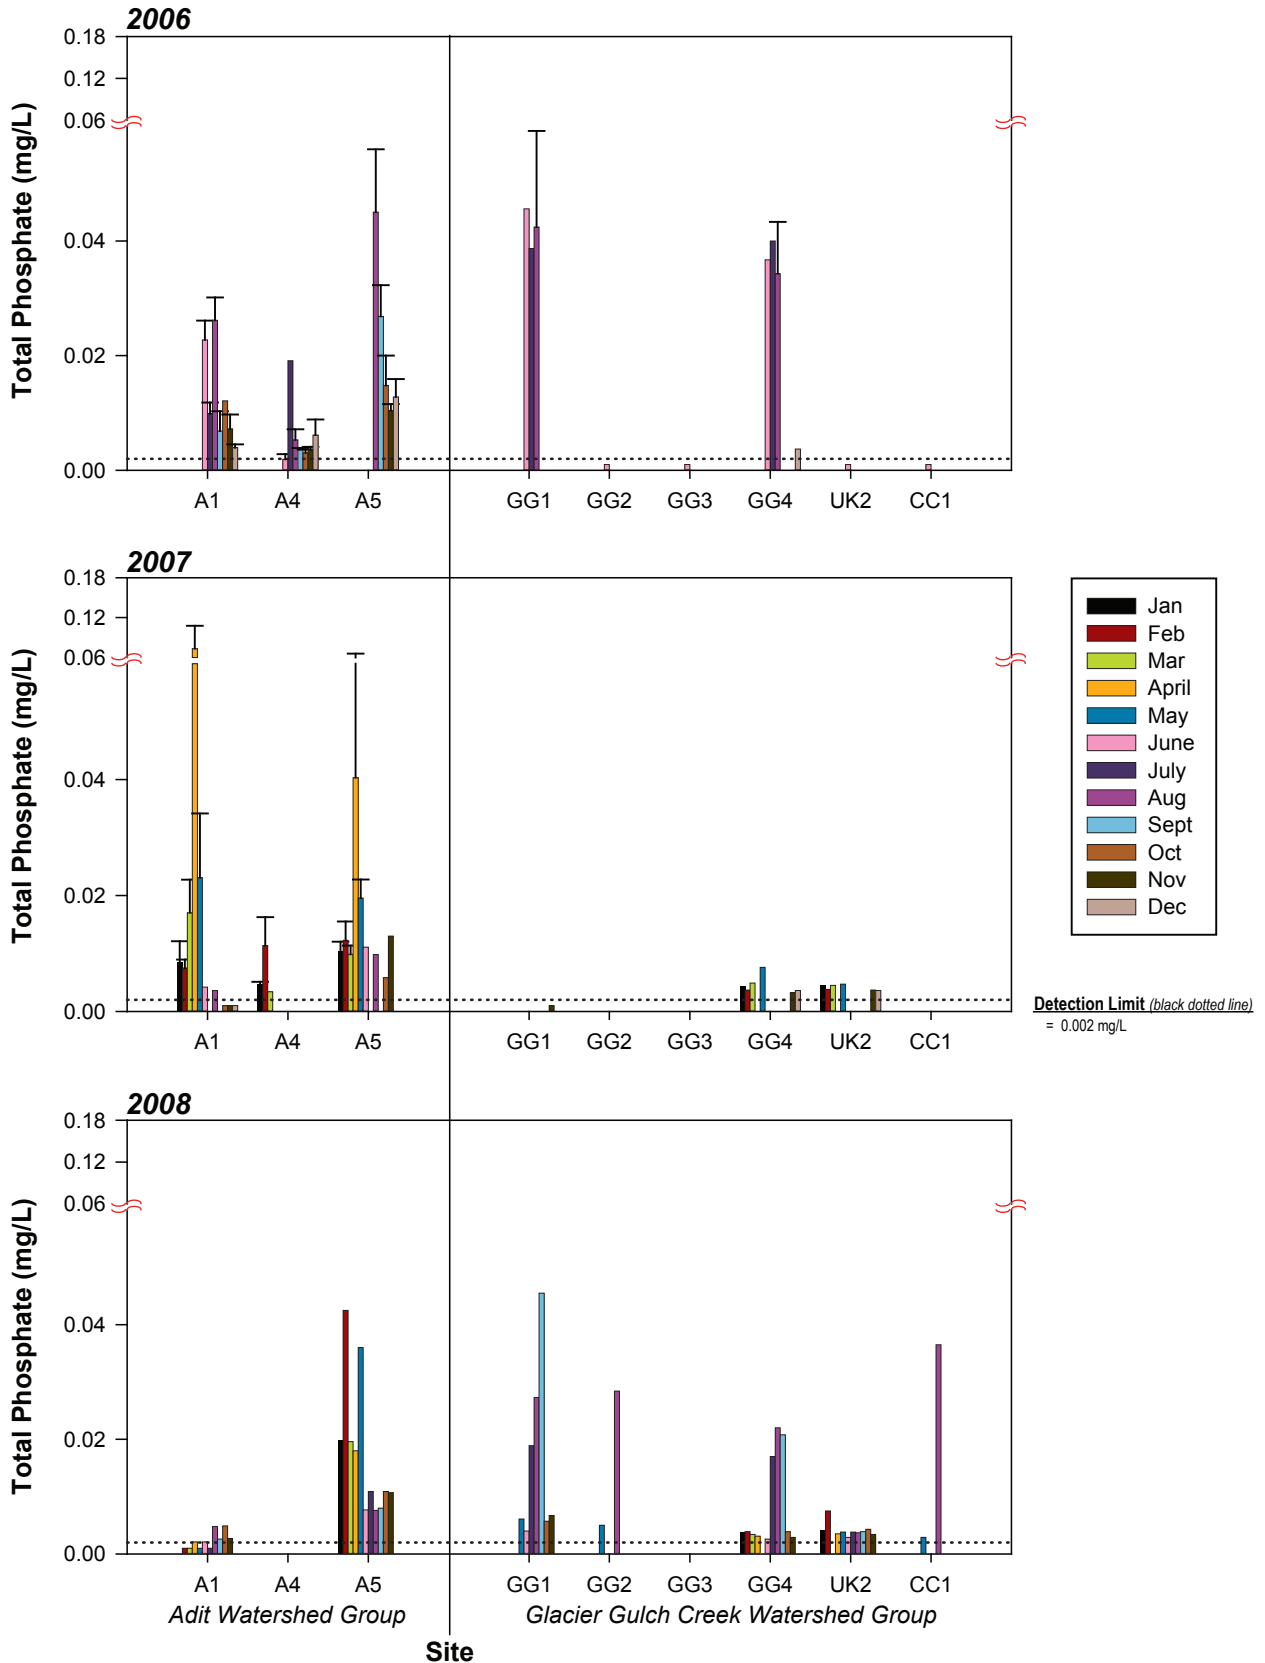 2006
Total Phosphate (mg/L)
0.18
0.12
0.06
0.04
0.02
0.00
A1 A4 A5 GG1 GG2 GG3 GG4 UK2 CC1
2007
Total Phosphate (mg/L)
0.18
0.12
0.06
0.04
0.02
0.00
A1 A4 A5 GG1 GG2 GG3 GG4 UK2 CC1
Jan
Feb
Mar
April
May
June
July
Aug
Sept
Oct
Nov
Dec
Detection Limit (black dotted line)
= 0.002 mg/L
2008
Total Phosphate (mg/L)
0.18
0.12
0.06
0.04
0.02
0.00
A1 A4 A5 GG1 GG2 GG3 GG4 UK2 CC1
Adit Watershed Group Glacier Gulch Creek Watershed Group
Site